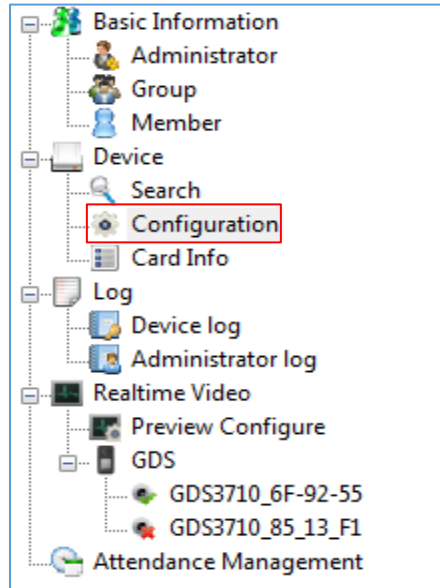 Basic Information
Administrator
Group
Member
Device
Search
Configuration
Card Info
Log
Device log
Administrator log
Realtime Video
Preview Configure
GDS
GDS3710_6F-92-55
GDS3710_85_13_F1
Attendance Management